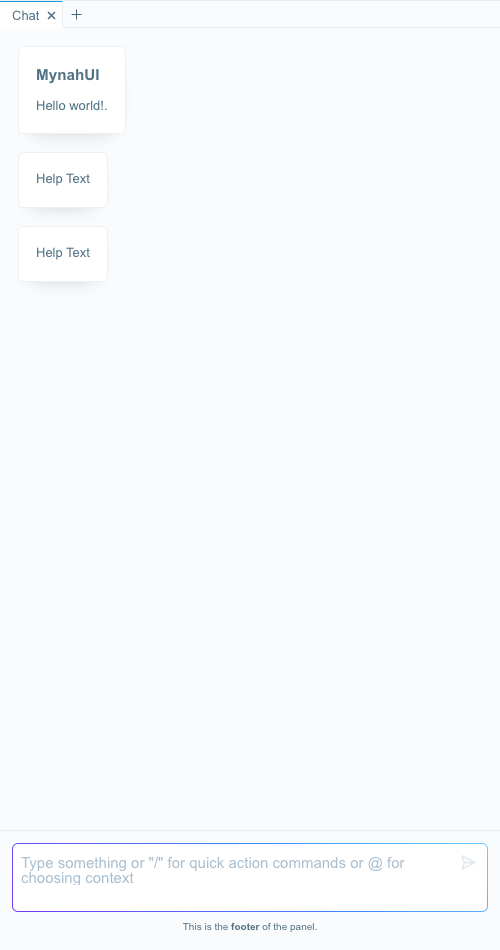 Chat
MynahUI
Hello world!.
Help Text
Help Text
Type something or "/" for quick action commands or @ for
choosing context
This is the footer of the panel.